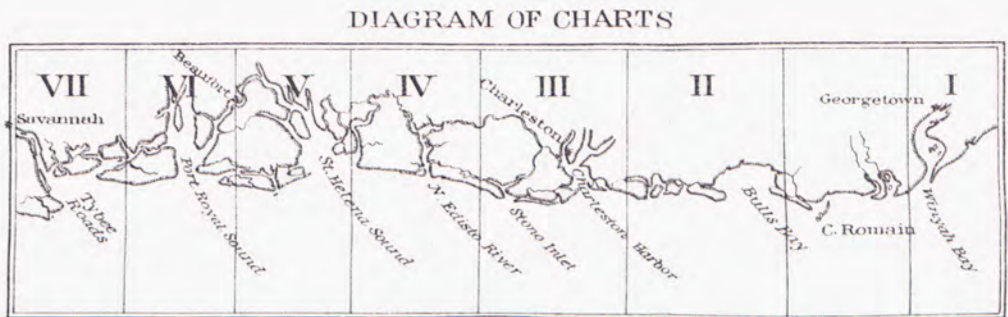 DIAGRAM OF CHARTS
VII
VI
V
IV
III
II
I
Savannah
Beaufort
Charleston
Georgetown
Tybee
Roads
Port Royal Sound
St. Helena Sound
N. Edisto River
Stono Inlet
Charleston Harbor
Bulls Bay
C. Romain
Winyah Bay